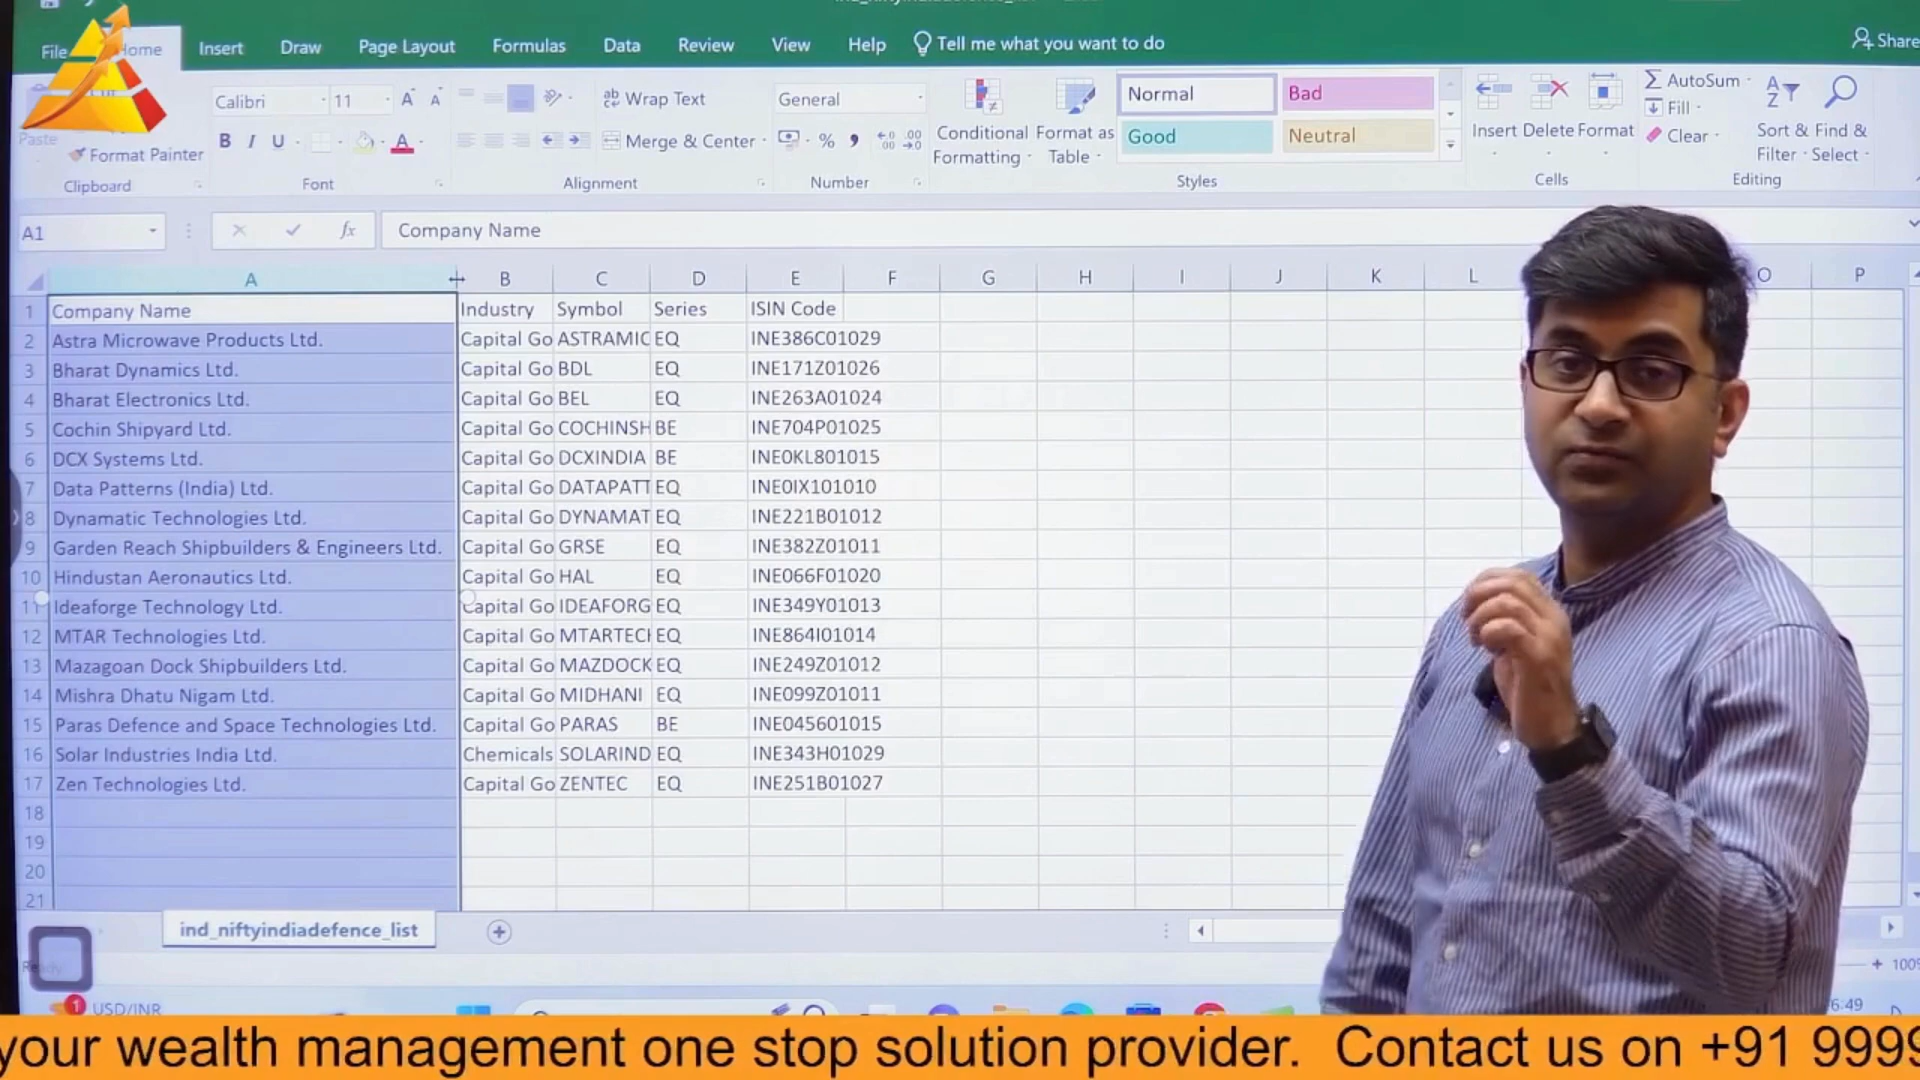 File Home Insert Draw Page Layout Formulas Data Review View Help Tell me what you want to do Share
Calibri 11 Wrap Text General Normal Bad AutoSum
Paste Conditional Format as Good Neutral Insert Delete Format Fill Sort & Find &
Format Painter B I U Merge & Center % Formatting Table Clear Filter Select
Clipboard Font Alignment Number Styles Cells Editing
A1 fx Company Name
A B C D E F G H I J K L O P
1 Company Name Industry Symbol Series ISIN Code
2 Astra Microwave Products Ltd. Capital Go ASTRAMIC EQ INE386C01029
3 Bharat Dynamics Ltd. Capital Go BDL EQ INE171Z01026
4 Bharat Electronics Ltd. Capital Go BEL EQ INE263A01024
5 Cochin Shipyard Ltd. Capital Go COCHINSH BE INE704P01025
6 DCX Systems Ltd. Capital Go DCXINDIA BE INE0KL801015
7 Data Patterns (India) Ltd. Capital Go DATAPATT EQ INE0IX101010
8 Dynamatic Technologies Ltd. Capital Go DYNAMAT EQ INE221B01012
9 Garden Reach Shipbuilders & Engineers Ltd. Capital Go GRSE EQ INE382Z01011
10 Hindustan Aeronautics Ltd. Capital Go HAL EQ INE066F01020
11 Ideaforge Technology Ltd. Capital Go IDEAFORG EQ INE349Y01013
12 MTAR Technologies Ltd. Capital Go MTARTECH EQ INE864I01014
13 Mazagoan Dock Shipbuilders Ltd. Capital Go MAZDOCK EQ INE249Z01012
14 Mishra Dhatu Nigam Ltd. Capital Go MIDHANI EQ INE099Z01011
15 Paras Defence and Space Technologies Ltd. Capital Go PARAS BE INE045601015
16 Solar Industries India Ltd. Chemicals SOLARIND EQ INE343H01029
17 Zen Technologies Ltd. Capital Go ZENTEC EQ INE251B01027
18
19
20
21
ind_niftyindiadefence_list
Ready 100%
1 USD/INR 6:49
your wealth management one stop solution provider. Contact us on +91 9999